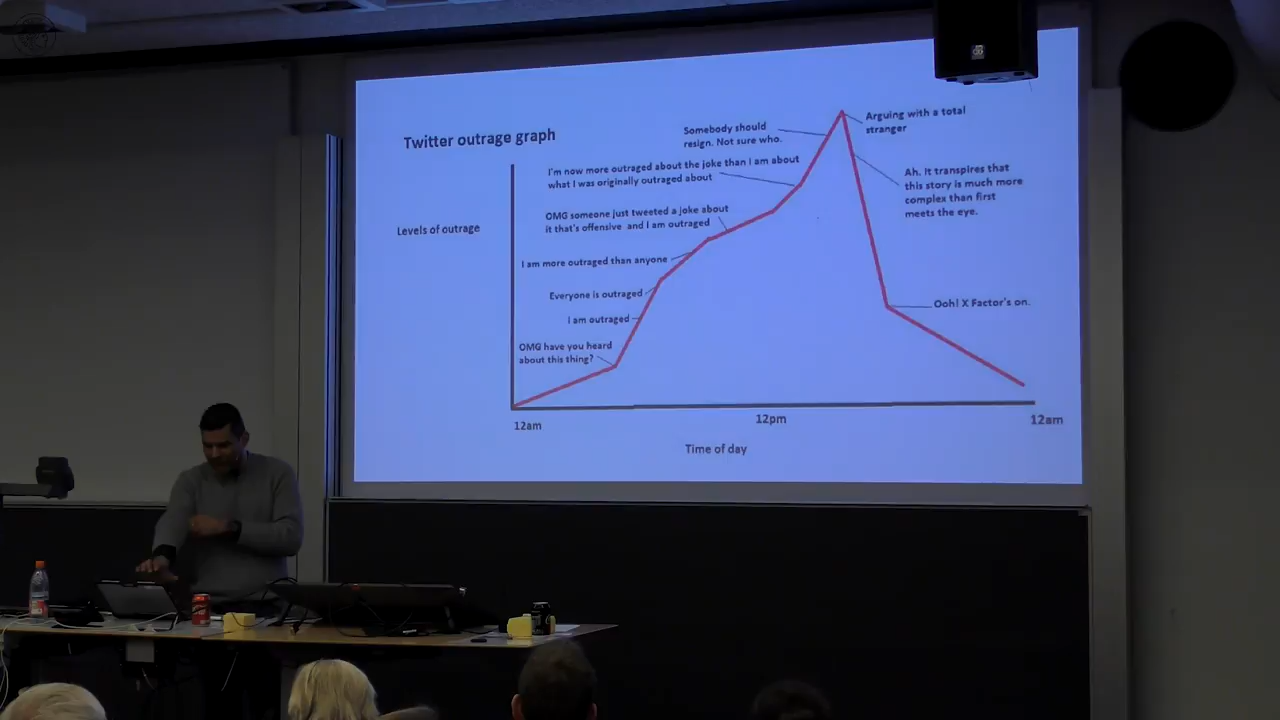 Twitter outrage graph
Levels of outrage
Somebody should
resign. Not sure who.
Arguing with a total
stranger
I'm now more outraged about the joke than I am about
what I was originally outraged about
Ah. It transpires that
this story is much more
complex than first
meets the eye.
OMG someone just tweeted a joke about
it that's offensive and I am outraged
I am more outraged than anyone
Everyone is outraged
I am outraged
OMG have you heard
about this thing?
Ooh! X Factor's on.
12am
12pm
12am
Time of day